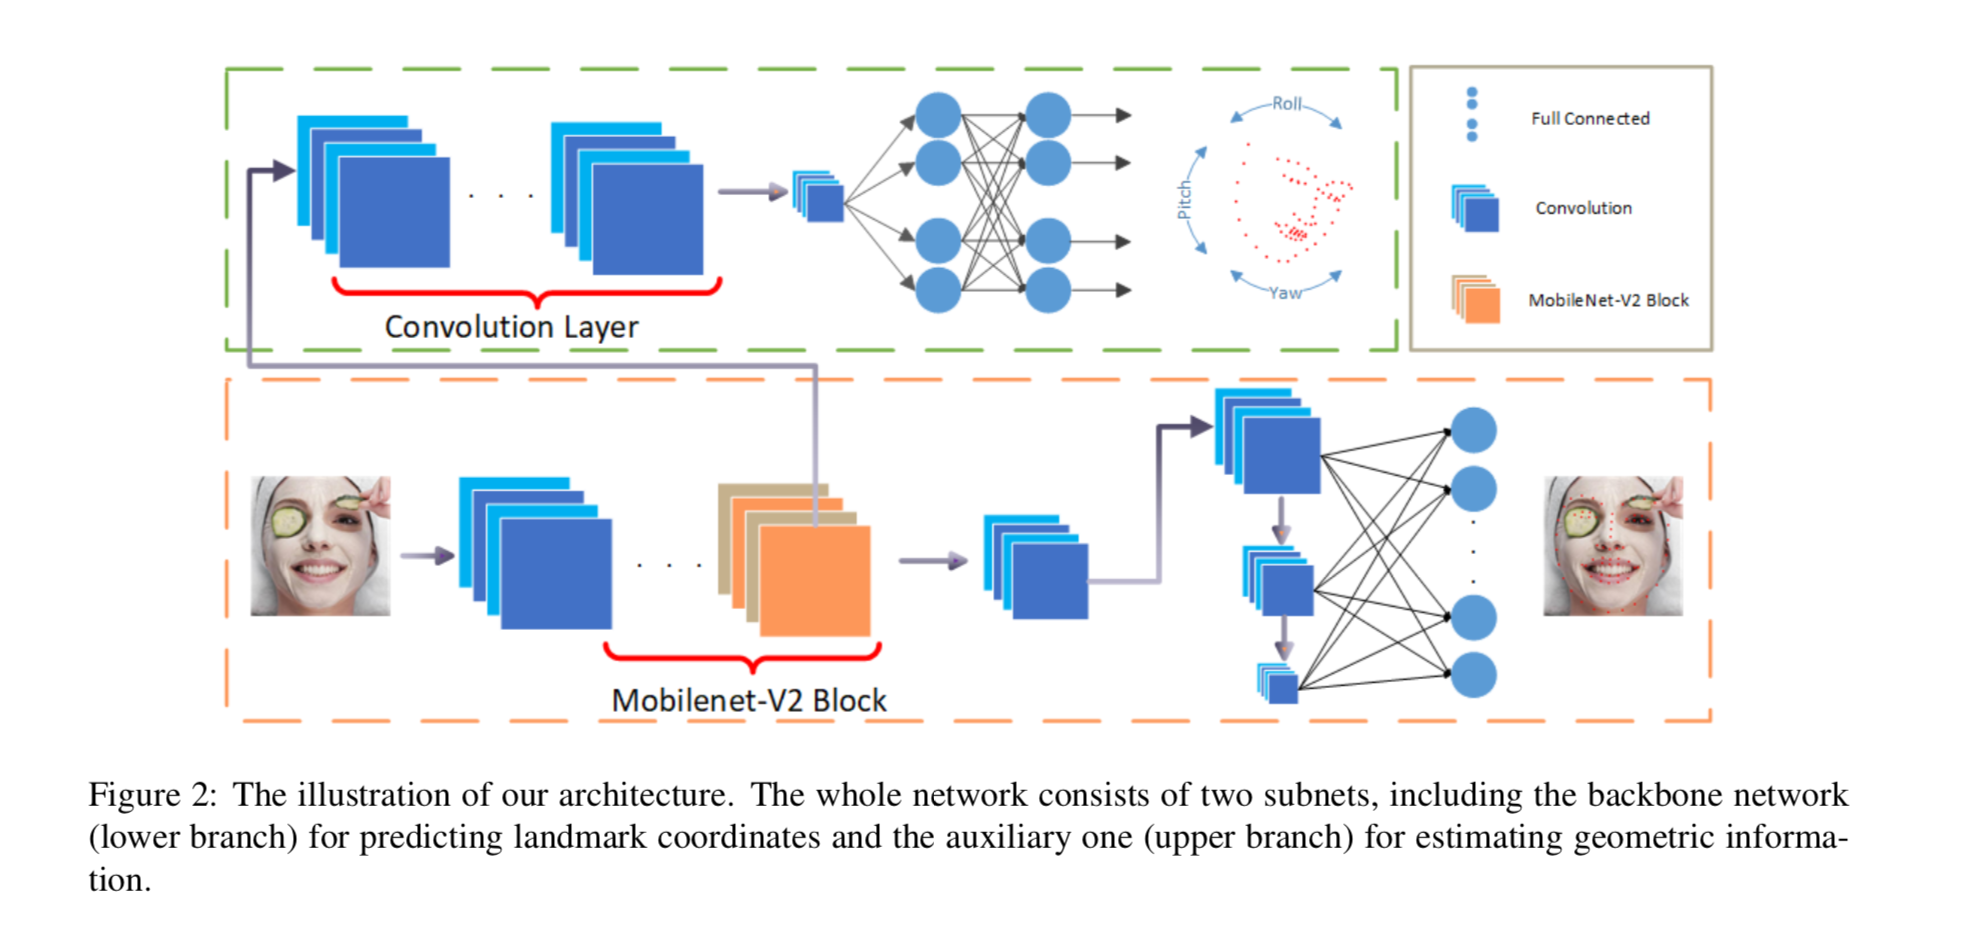 Roll
Pitch
Yaw
Convolution Layer
Full Connected
Convolution
MobileNet-V2 Block
Mobilenet-V2 Block
Figure 2: The illustration of our architecture. The whole network consists of two subnets, including the backbone network
(lower branch) for predicting landmark coordinates and the auxiliary one (upper branch) for estimating geometric informa-
tion.